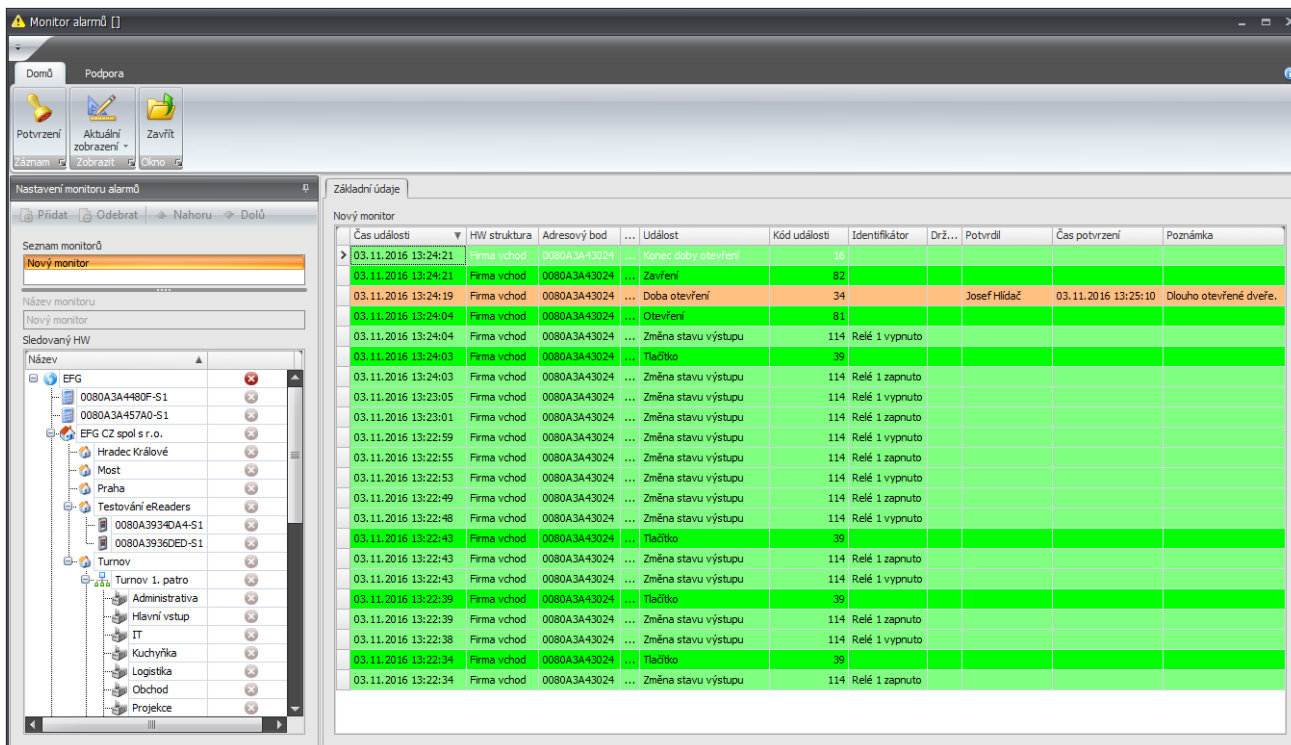 Monitor alarmů []
Domů Podpora
Potvrzení Aktuální zobrazení Zavřít
Záznam Zobrazit Okno
Nastavení monitoru alarmů
Přidat Odebrat Nahoru Dolů
Seznam monitorů
Nový monitor
Název monitoru
Nový monitor
Sledovaný HW
Název
EFG
0080A3A4480F-S1
0080A3A457A0-S1
EFG CZ spol s r.o.
Hradec Králové
Most
Praha
Testování eReaders
0080A3934DA4-S1
0080A3936DED-S1
Turnov
Turnov 1. patro
Administrativa
Hlavní vstup
IT
Kuchyňka
Logistika
Obchod
Projekce
Základní údaje
Nový monitor
Čas události HW struktura Adresový bod ... Událost Kód události Identifikátor Drž... Potvrdil Čas potvrzení Poznámka
03.11.2016 13:24:21 Firma vchod 0080A3A43024 ... Konec doby otevření 16
03.11.2016 13:24:21 Firma vchod 0080A3A43024 ... Zavření 82
03.11.2016 13:24:19 Firma vchod 0080A3A43024 ... Doba otevření 34 Josef Hlídač 03.11.2016 13:25:10 Dlouho otevřené dveře.
03.11.2016 13:24:04 Firma vchod 0080A3A43024 ... Otevření 81
03.11.2016 13:24:04 Firma vchod 0080A3A43024 ... Změna stavu výstupu 114 Relé 1 vypnuto
03.11.2016 13:24:03 Firma vchod 0080A3A43024 ... Tlačítko 39
03.11.2016 13:24:03 Firma vchod 0080A3A43024 ... Změna stavu výstupu 114 Relé 1 zapnuto
03.11.2016 13:23:05 Firma vchod 0080A3A43024 ... Změna stavu výstupu 114 Relé 1 vypnuto
03.11.2016 13:23:01 Firma vchod 0080A3A43024 ... Změna stavu výstupu 114 Relé 1 zapnuto
03.11.2016 13:22:59 Firma vchod 0080A3A43024 ... Změna stavu výstupu 114 Relé 1 vypnuto
03.11.2016 13:22:55 Firma vchod 0080A3A43024 ... Změna stavu výstupu 114 Relé 1 zapnuto
03.11.2016 13:22:53 Firma vchod 0080A3A43024 ... Změna stavu výstupu 114 Relé 1 vypnuto
03.11.2016 13:22:49 Firma vchod 0080A3A43024 ... Změna stavu výstupu 114 Relé 1 zapnuto
03.11.2016 13:22:48 Firma vchod 0080A3A43024 ... Změna stavu výstupu 114 Relé 1 vypnuto
03.11.2016 13:22:43 Firma vchod 0080A3A43024 ... Tlačítko 39
03.11.2016 13:22:43 Firma vchod 0080A3A43024 ... Změna stavu výstupu 114 Relé 1 zapnuto
03.11.2016 13:22:43 Firma vchod 0080A3A43024 ... Změna stavu výstupu 114 Relé 1 vypnuto
03.11.2016 13:22:39 Firma vchod 0080A3A43024 ... Tlačítko 39
03.11.2016 13:22:39 Firma vchod 0080A3A43024 ... Změna stavu výstupu 114 Relé 1 zapnuto
03.11.2016 13:22:38 Firma vchod 0080A3A43024 ... Změna stavu výstupu 114 Relé 1 vypnuto
03.11.2016 13:22:34 Firma vchod 0080A3A43024 ... Tlačítko 39
03.11.2016 13:22:34 Firma vchod 0080A3A43024 ... Změna stavu výstupu 114 Relé 1 zapnuto